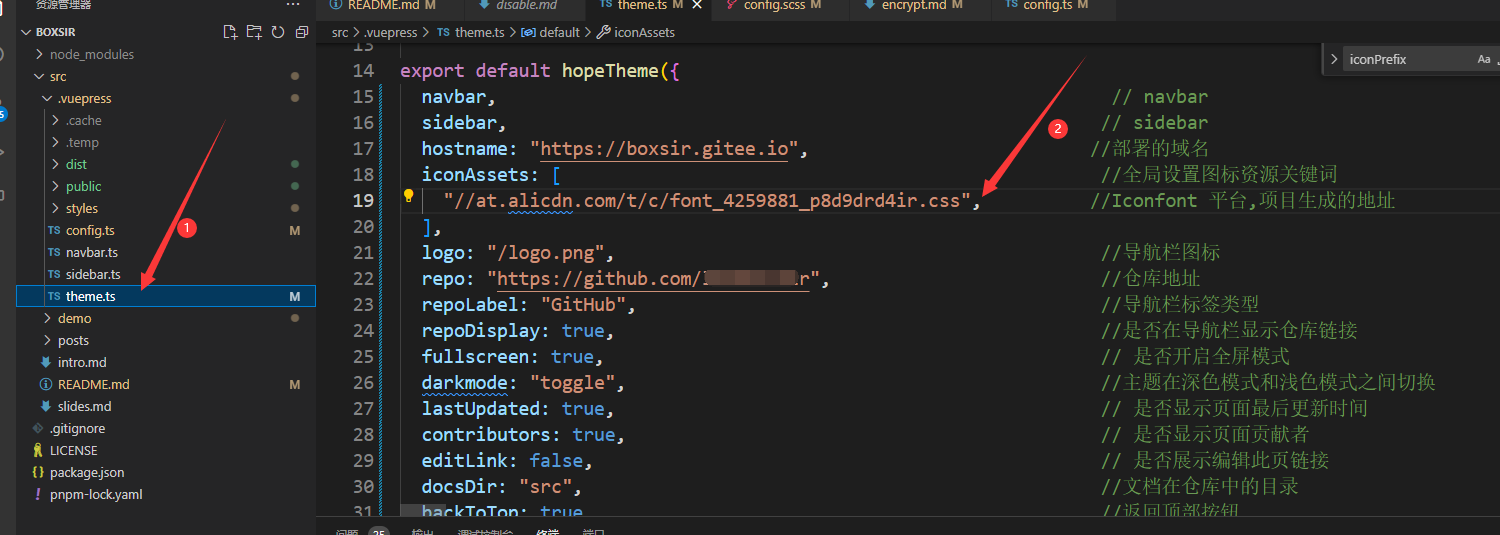 资源管理器
BOXSIR
node_modules
src
.vuepress
.cache
.temp
dist
public
styles
TS config.ts M
TS navbar.ts
TS sidebar.ts
TS theme.ts M
demo
posts
intro.md
README.md M
slides.md
.gitignore
LICENSE
package.json
pnpm-lock.yaml
1
README.md M
disable.md
theme.ts M
config.scss M
encrypt.md M
config.ts M
src > .vuepress > TS theme.ts > default > iconAssets
iconPrefix Aa
13
14 export default hopeTheme({
15 navbar, // navbar
16 sidebar, // sidebar
17 hostname: "https://boxsir.gitee.io", //部署的域名
18 iconAssets: [ //全局设置图标资源关键词
19 "//at.alicdn.com/t/c/font_4259881_p8d9drd4ir.css", //Iconfont 平台,项目生成的地址
20 ],
21 logo: "/logo.png", //导航栏图标
22 repo: "https://github.com/ r", //仓库地址
23 repoLabel: "GitHub", //导航栏标签类型
24 repoDisplay: true, //是否在导航栏显示仓库链接
25 fullscreen: true, // 是否开启全屏模式
26 darkmode: "toggle", //主题在深色模式和浅色模式之间切换
27 lastUpdated: true, // 是否显示页面最后更新时间
28 contributors: true, // 是否显示页面贡献者
29 editLink: false, // 是否展示编辑此页链接
30 docsDir: "src", //文档在仓库中的目录
31 backToTop: true //返回顶部按钮
2
问题 25 输出 调试控制台 终端 端口